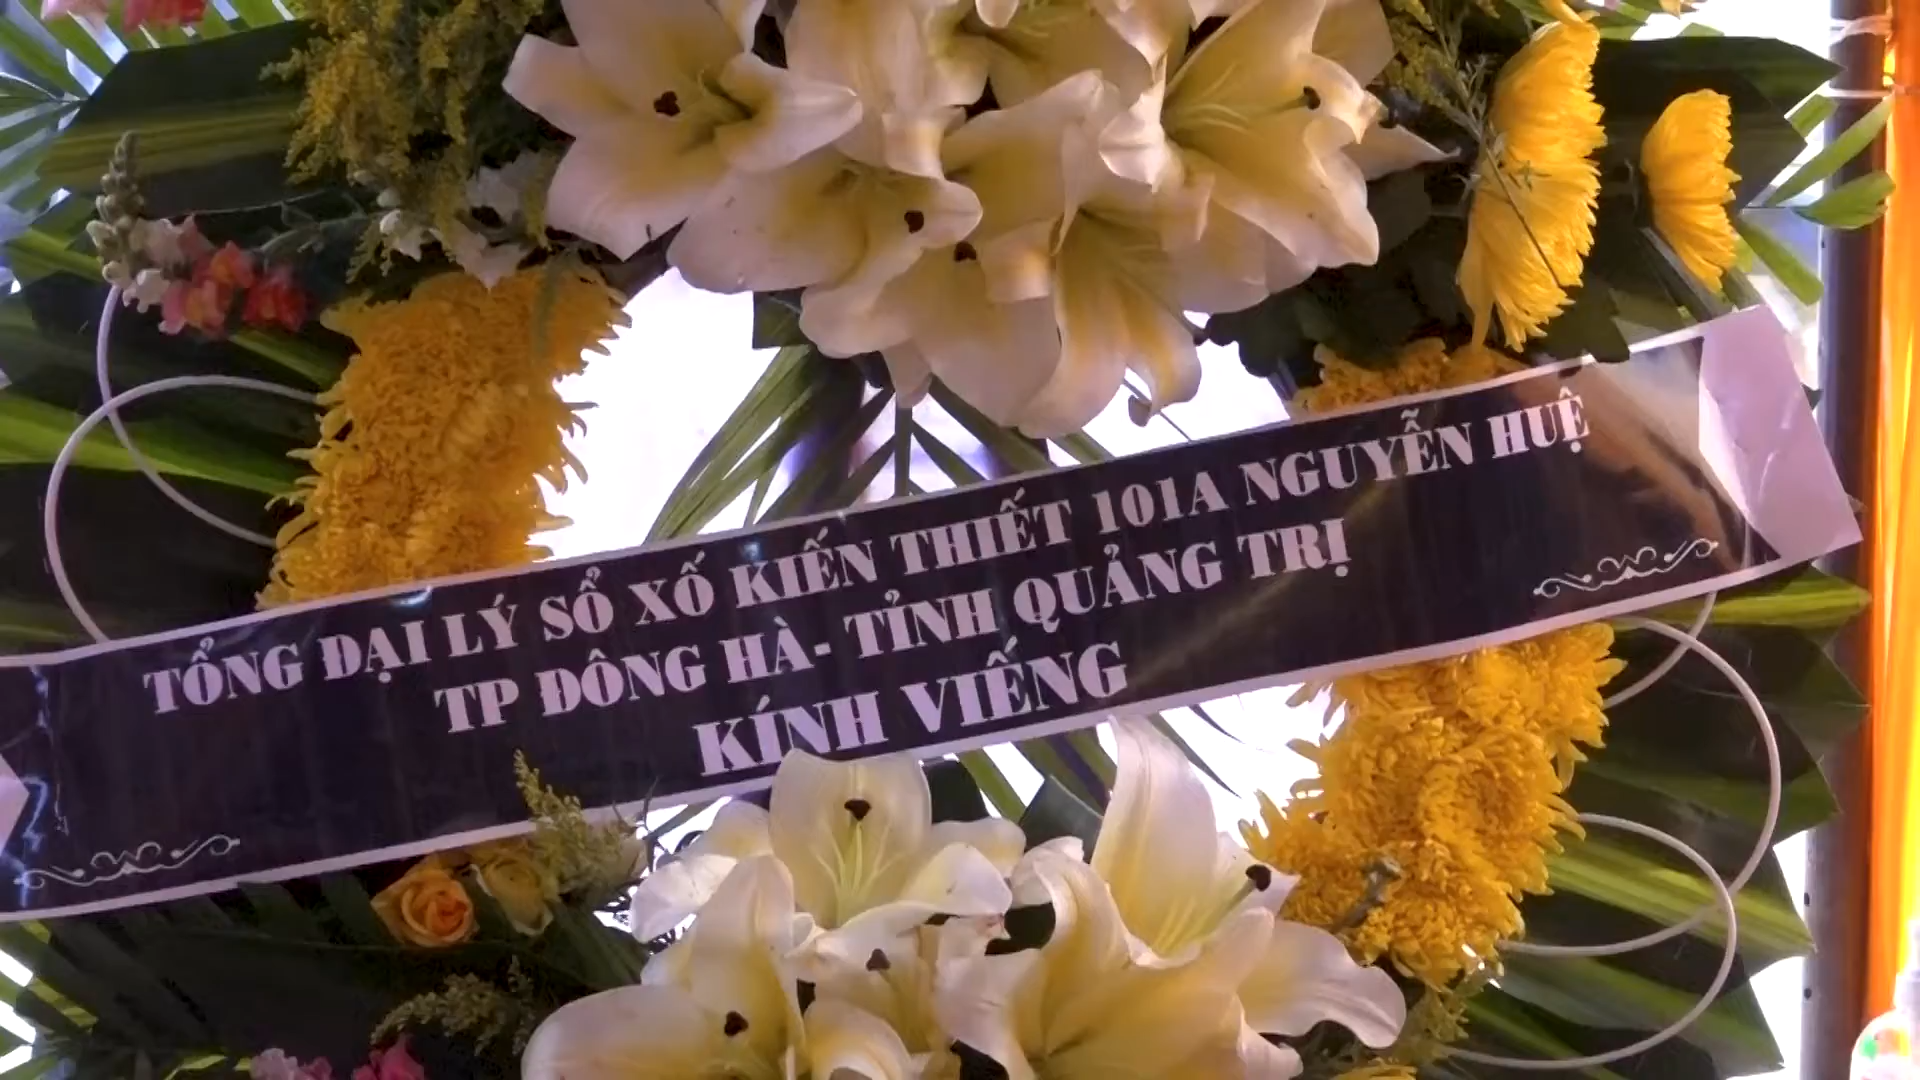 TỔNG ĐẠI LÝ SỔ XỐ KIẾN THIẾT 101A NGUYỄN HUỆ
TP ĐÔNG HÀ- TỈNH QUẢNG TRỊ
KÍNH VIẾNG